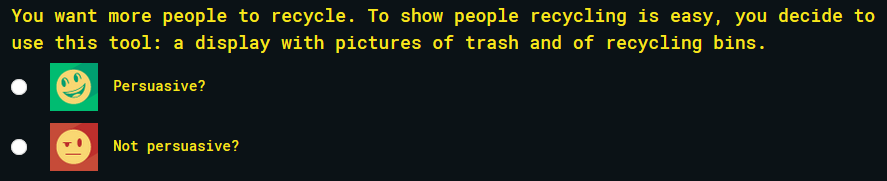 You want more people to recycle. To show people recycling is easy, you decide to
use this tool: a display with pictures of trash and of recycling bins.
Persuasive?
Not persuasive?